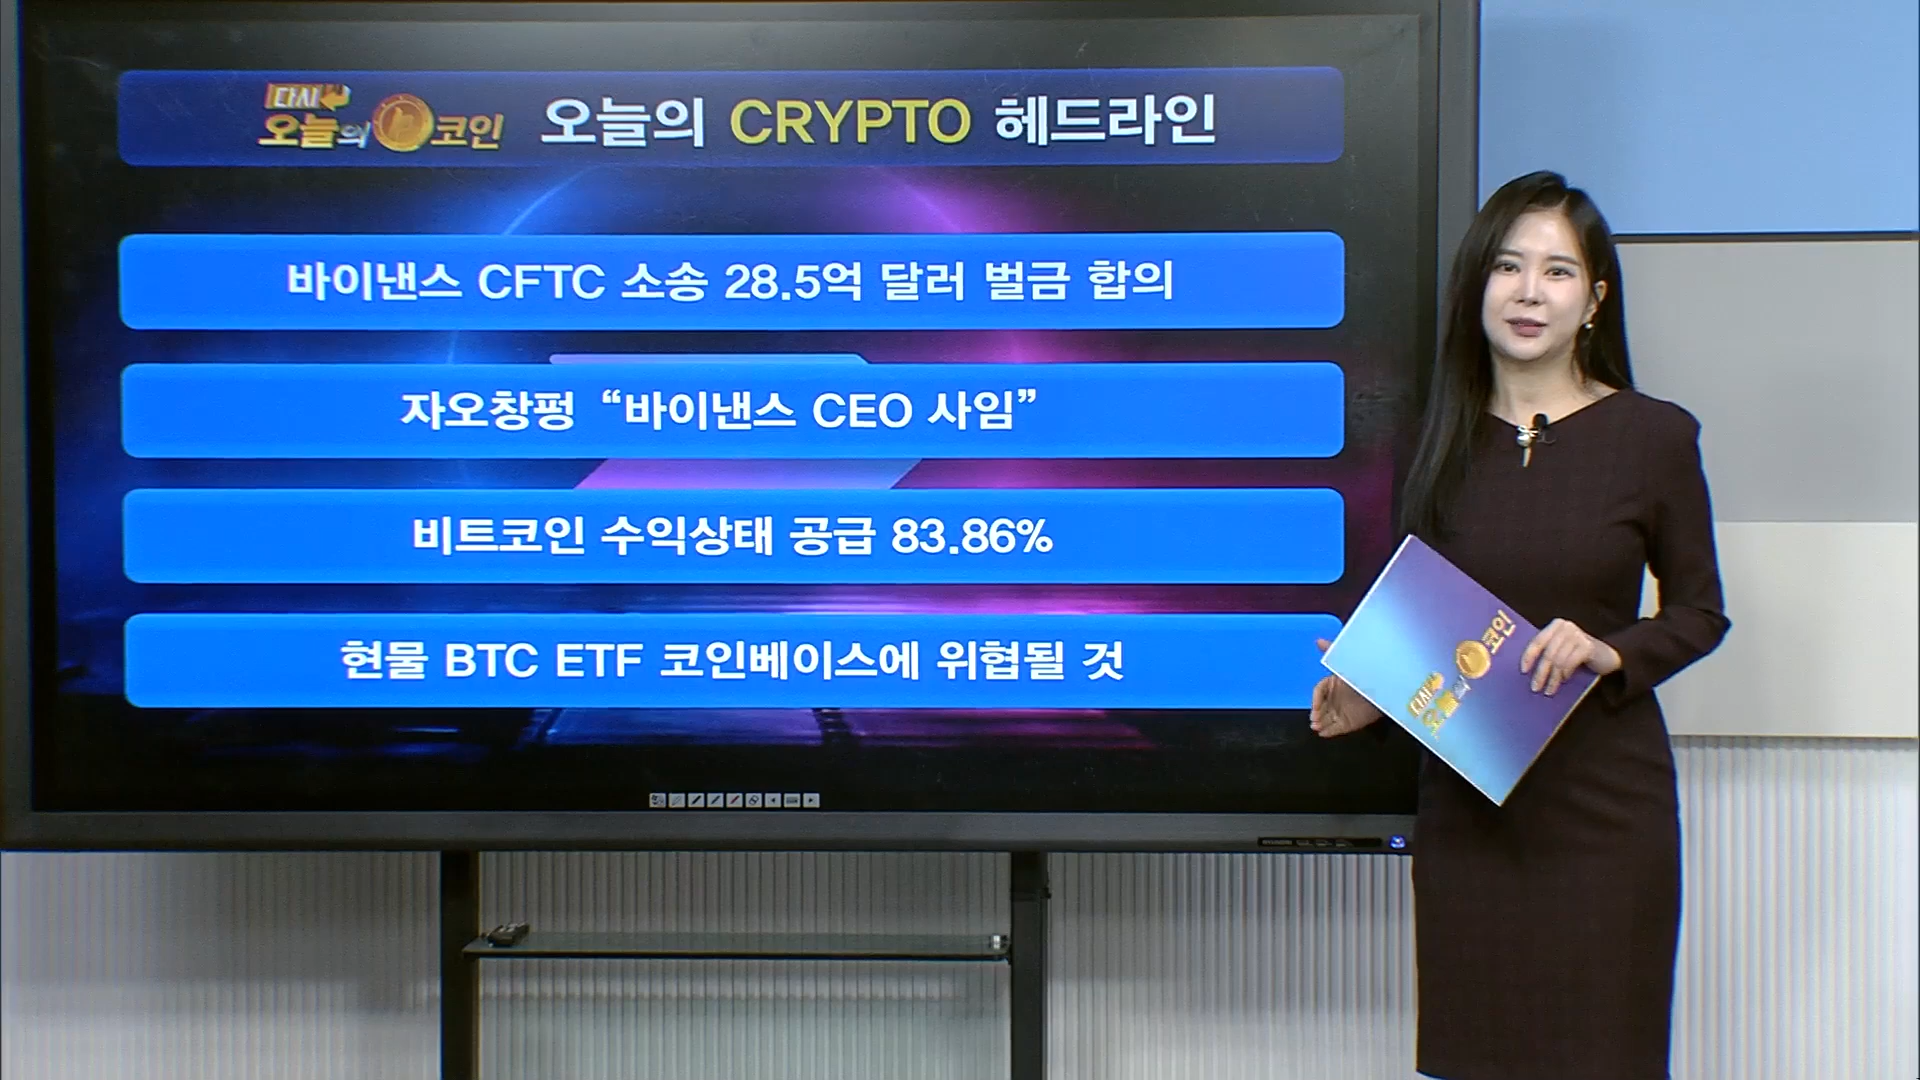 다시
오늘의 코인
오늘의 CRYPTO 헤드라인
바이낸스 CFTC 소송 28.5억 달러 벌금 합의
자오창펑 “바이낸스 CEO 사임”
비트코인 수익상태 공급 83.86%
현물 BTC ETF 코인베이스에 위협될 것
다시
오늘의 코인